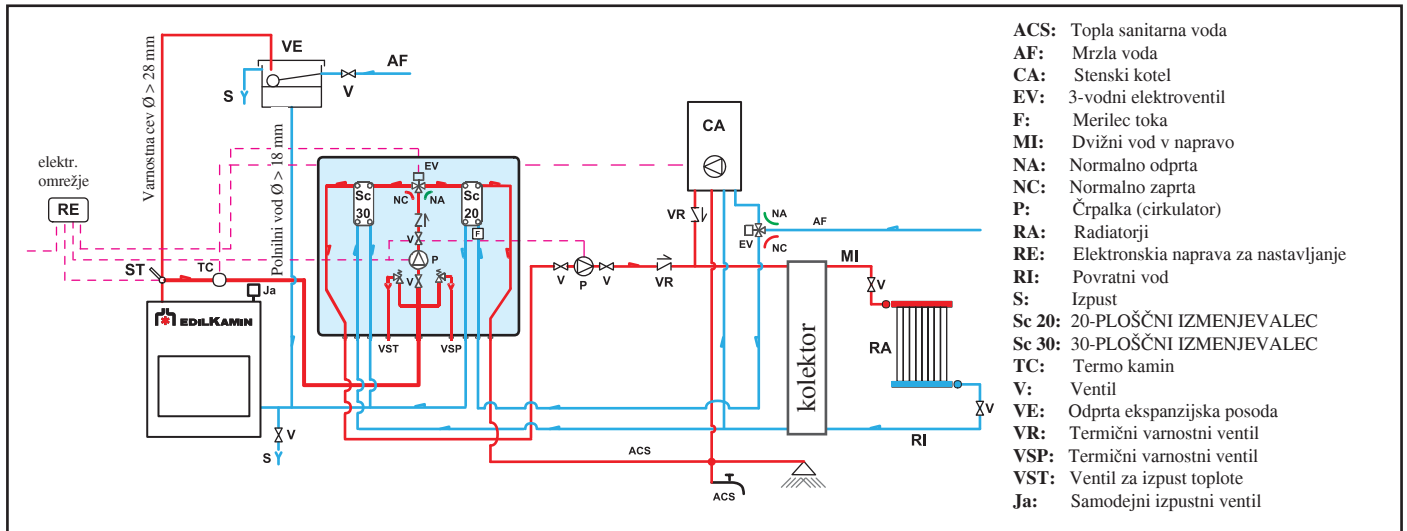 VE
AF
V
S
Varnostna cev Ø > 28 mm
Polnilni vod Ø > 18 mm
elektr.
omrežje
RE
ST
TC
Ja
EDILKAMIN
V
S
EV
Sc
30
Sc
20
NC
NA
F
V
P
V
VST
VSP
CA
VR
NA
EV
NC
AF
V
P
V
VR
MI
V
kolektor
RA
V
RI
ACS
ACS
ACS: Topla sanitarna voda
AF: Mrzla voda
CA: Stenski kotel
EV: 3-vodni elektroventil
F: Merilec toka
MI: Dvižni vod v napravo
NA: Normalno odprta
NC: Normalno zaprta
P: Črpalka (cirkulator)
RA: Radiatorji
RE: Elektronskia naprava za nastavljanje
RI: Povratni vod
S: Izpust
Sc 20: 20-PLOŠČNI IZMENJEVALEC
Sc 30: 30-PLOŠČNI IZMENJEVALEC
TC: Termo kamin
V: Ventil
VE: Odprta ekspanzijska posoda
VR: Termični varnostni ventil
VSP: Termični varnostni ventil
VST: Ventil za izpust toplote
Ja: Samodejni izpustni ventil